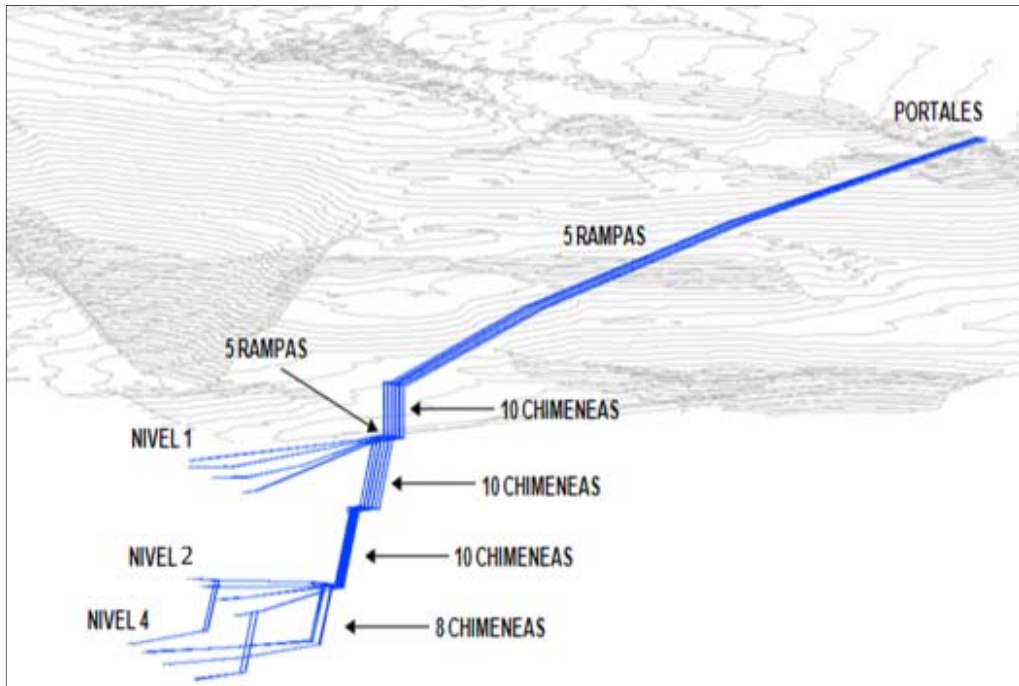 PORTALES
5 RAMPAS
5 RAMPAS
10 CHIMENEAS
NIVEL 1
10 CHIMENEAS
NIVEL 2
10 CHIMENEAS
NIVEL 4
8 CHIMENEAS